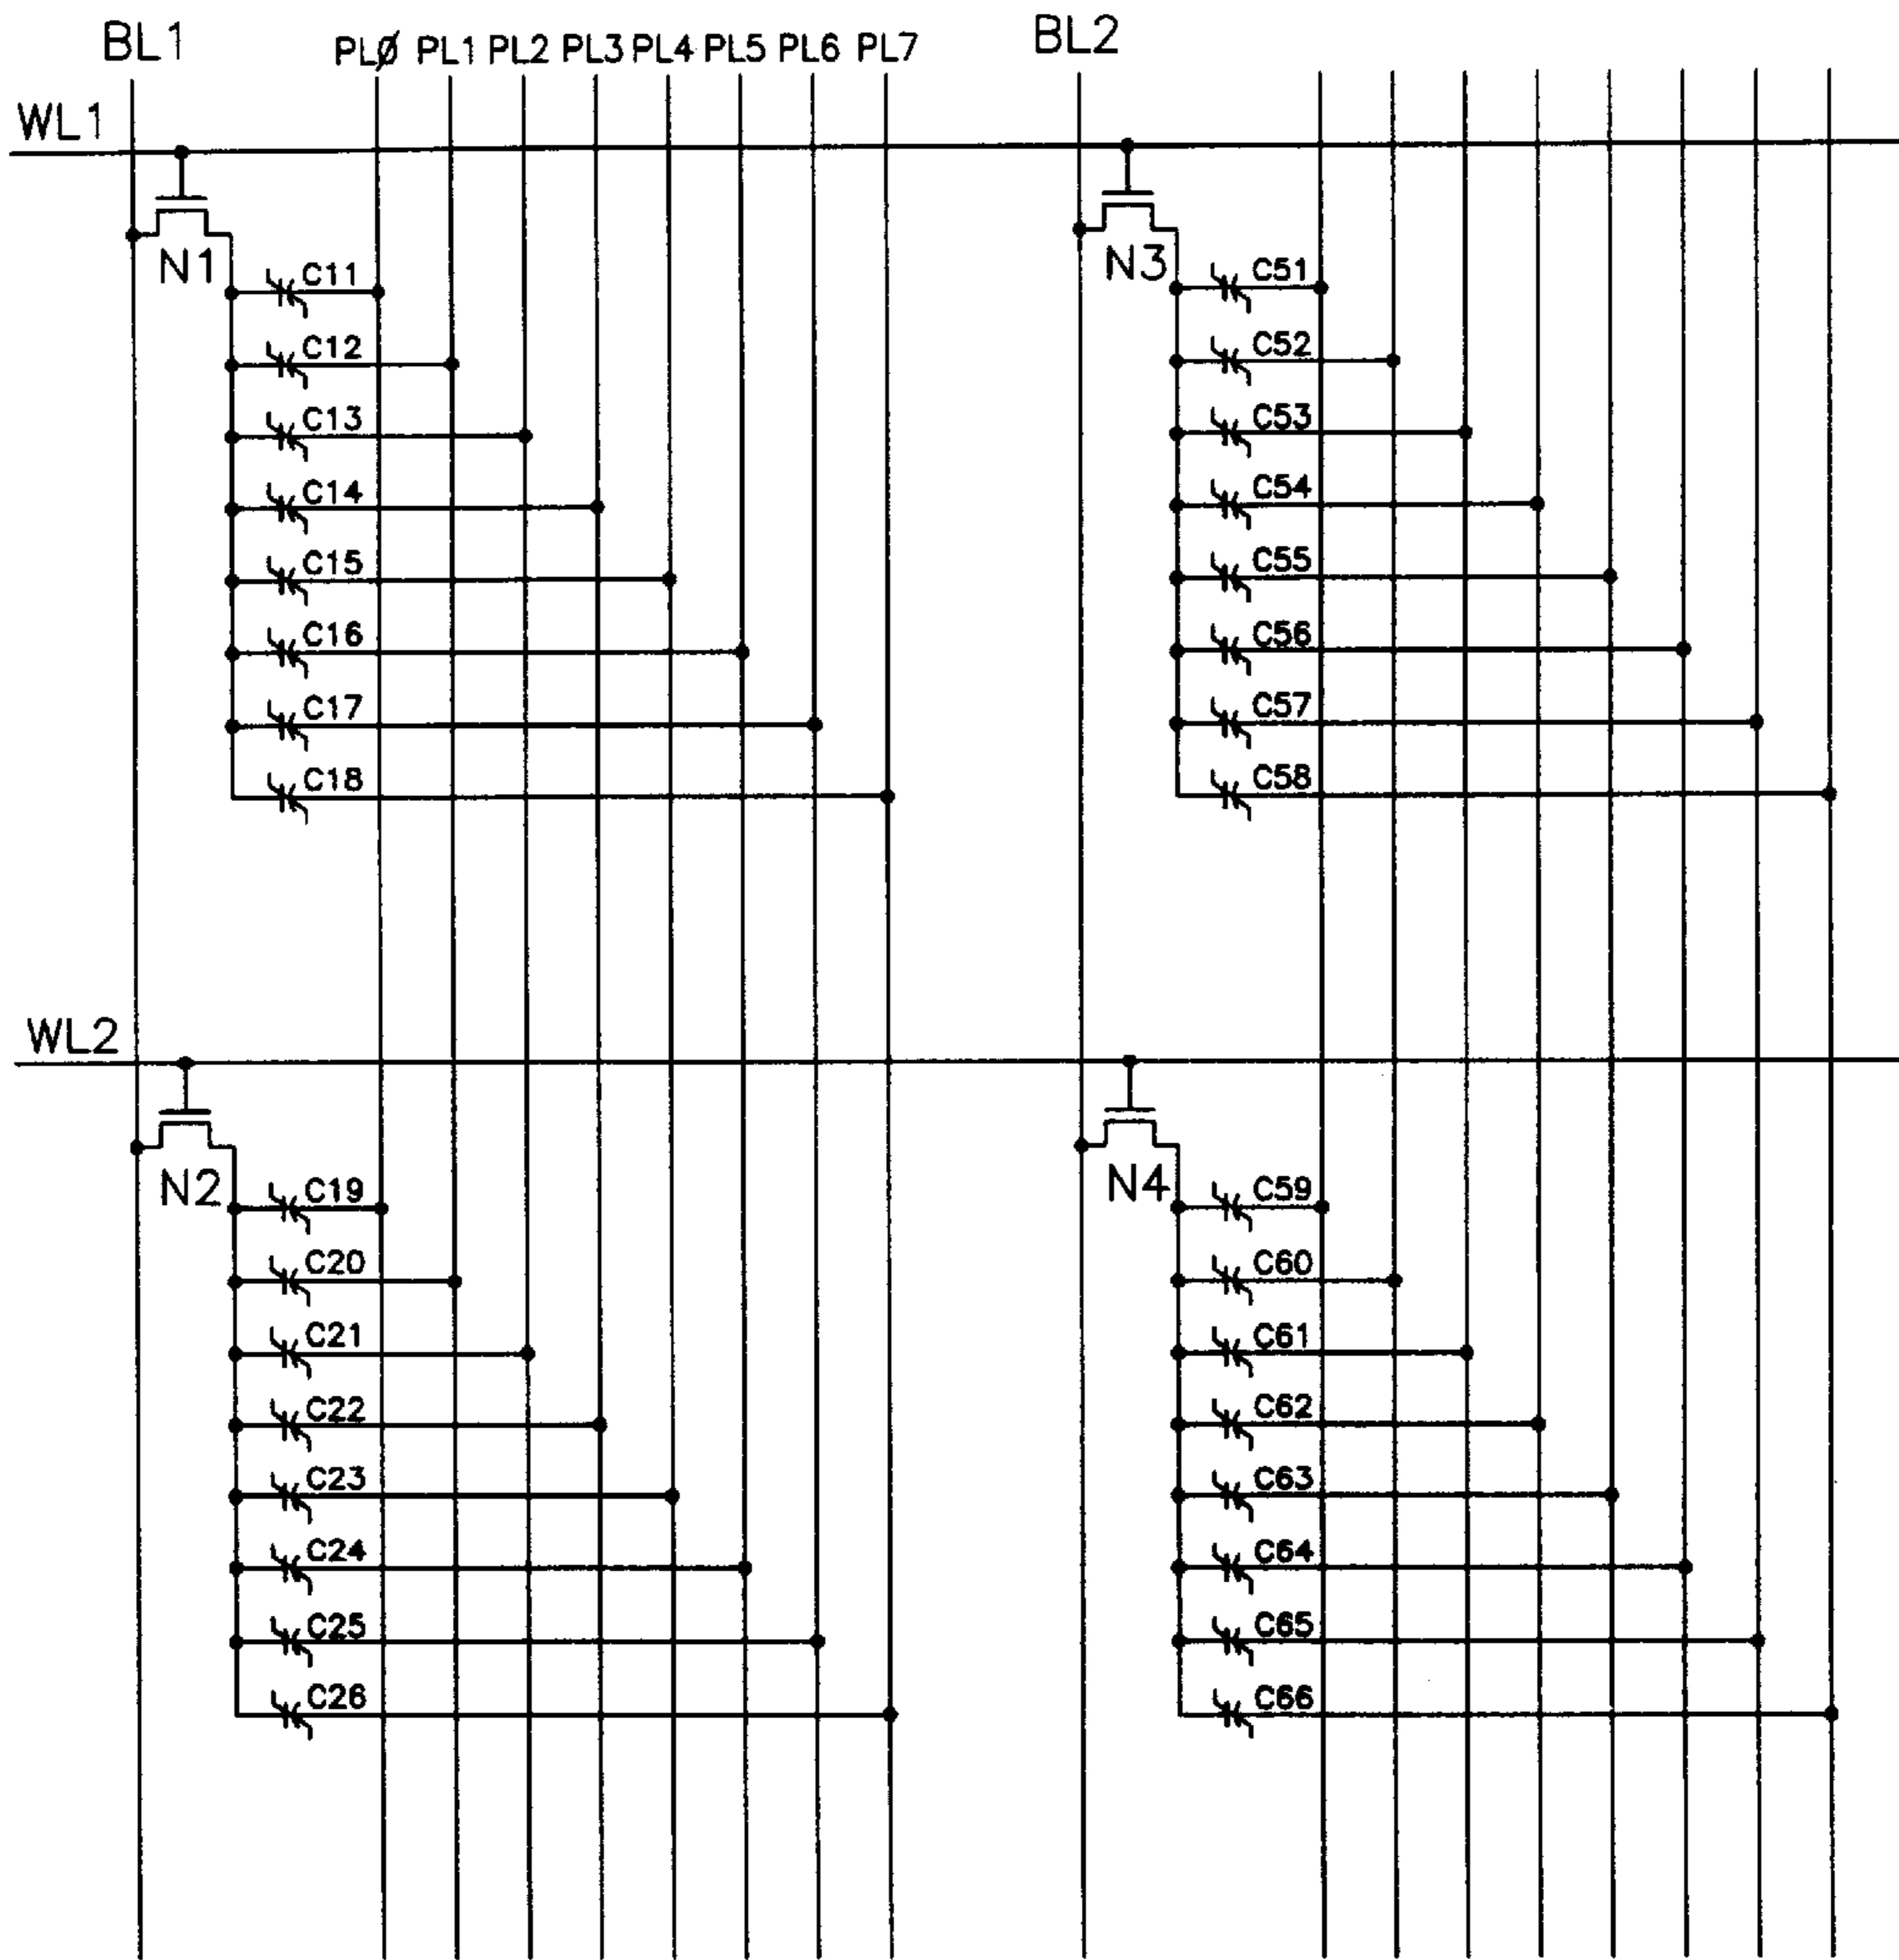 BL1 PLØ PL1 PL2 PL3 PL4 PL5 PL6 PL7 BL2
WL1
N1 N3
C11 C51
C12 C52
C13 C53
C14 C54
C15 C55
C16 C56
C17 C57
C18 C58
WL2
N2 N4
C19 C59
C20 C60
C21 C61
C22 C62
C23 C63
C24 C64
C25 C65
C26 C66